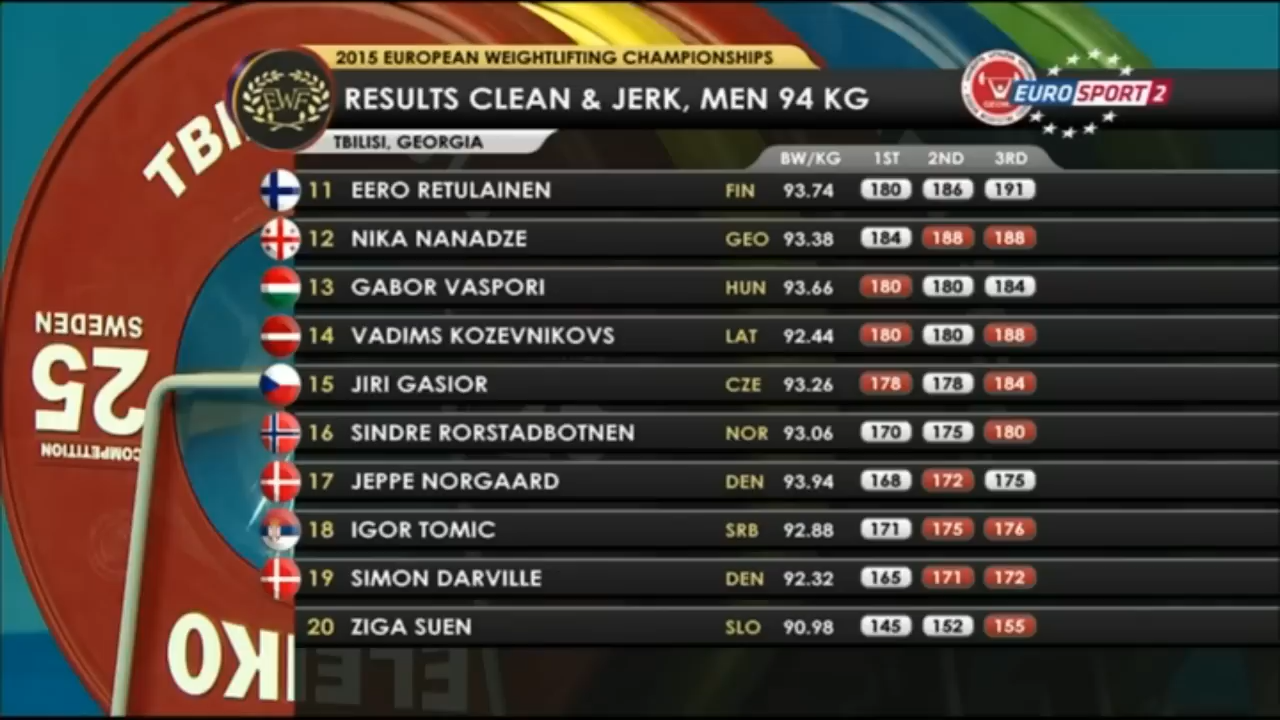 2015 EUROPEAN WEIGHTLIFTING CHAMPIONSHIPS
EWF
RESULTS CLEAN & JERK, MEN 94 KG
EUROSPORT 2
TBILISI, GEORGIA
BW/KG 1ST 2ND 3RD
11 EERO RETULAINEN FIN 93.74 180 186 191
12 NIKA NANADZE GEO 93.38 184 188 188
13 GABOR VASPORI HUN 93.66 180 180 184
14 VADIMS KOZEVNIKOVS LAT 92.44 180 180 188
15 JIRI GASIOR CZE 93.26 178 178 184
16 SINDRE RORSTADBOTNEN NOR 93.06 170 175 180
17 JEPPE NORGAARD DEN 93.94 168 172 175
18 IGOR TOMIC SRB 92.88 171 175 176
19 SIMON DARVILLE DEN 92.32 165 171 172
20 ZIGA SUEN SLO 90.98 145 152 155
TBI
SWEDEN
25
COMPETITION
ELEIKO